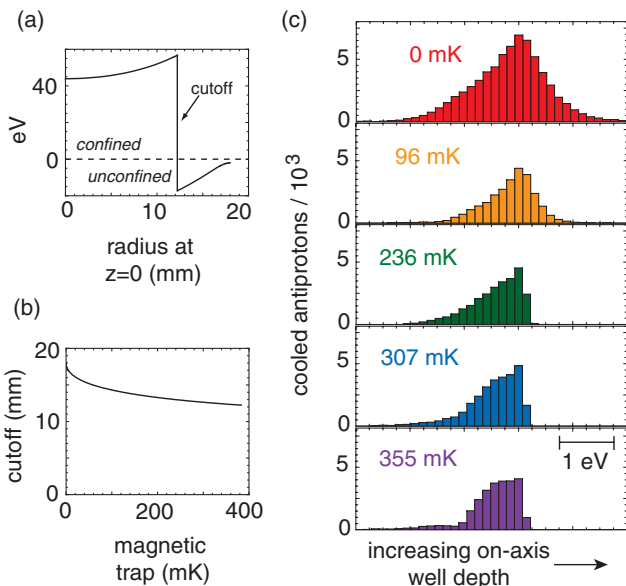 (a)
40
eV
0
confined
unconfined
cutoff
0
10
20
radius at
z=0 (mm)
(b)
20
cutoff (mm)
10
0
0
200
400
magnetic
trap (mK)
(c)
cooled antiprotons / 10³
5
0 mK
0
5
96 mK
0
5
236 mK
0
5
307 mK
0
1 eV
5
355 mK
0
increasing on-axis
well depth